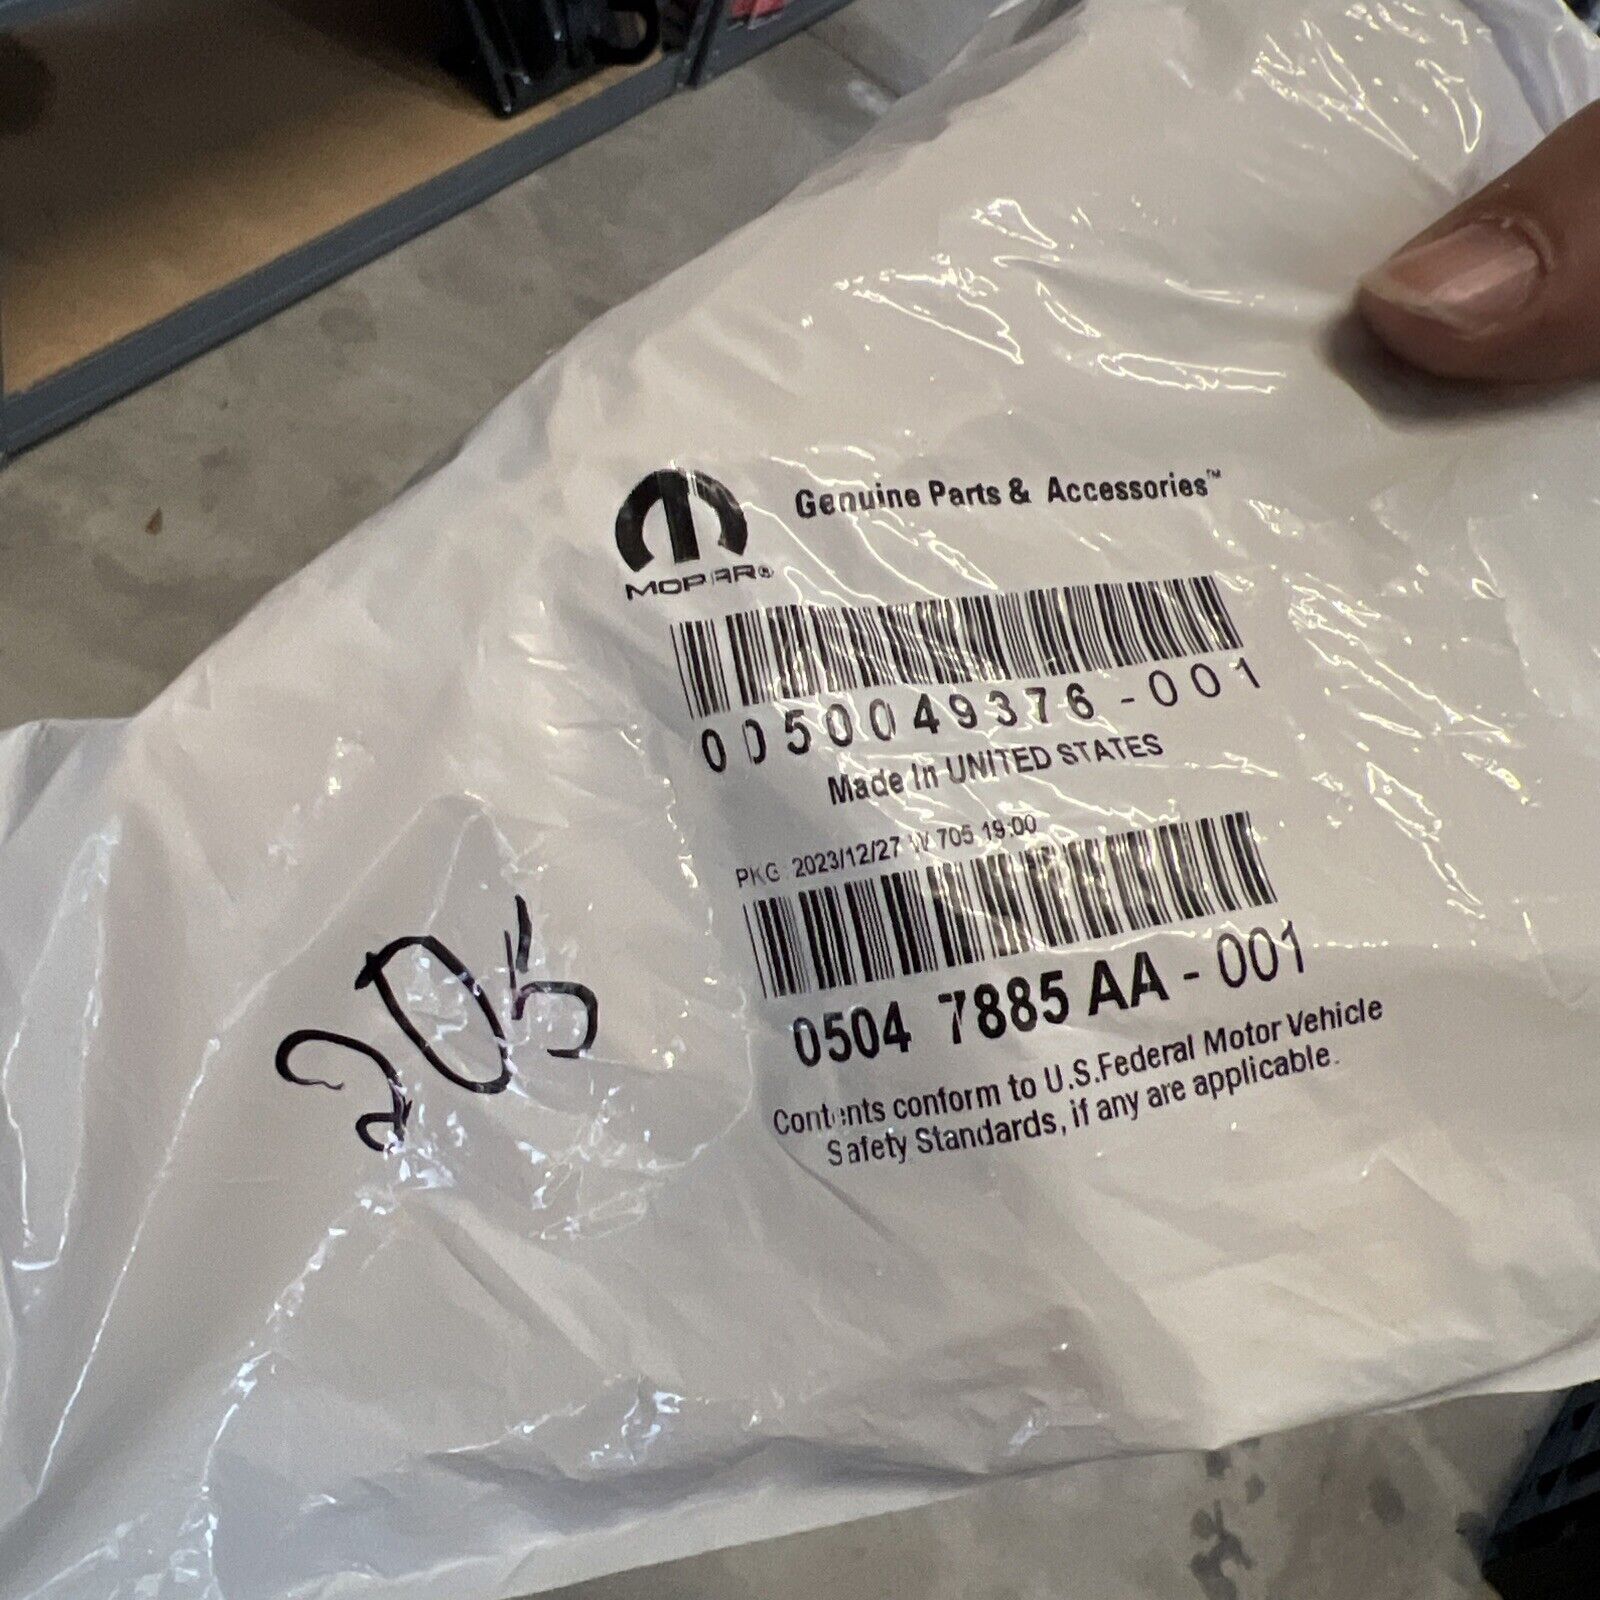 Genuine Parts & Accessories™
MOPAR®
0050049376-001
Made In UNITED STATES
PKG 2023/12/27 W 705 19:00
0504 7885 AA - 001
Contents conform to U.S.Federal Motor Vehicle
Safety Standards, if any are applicable.
205